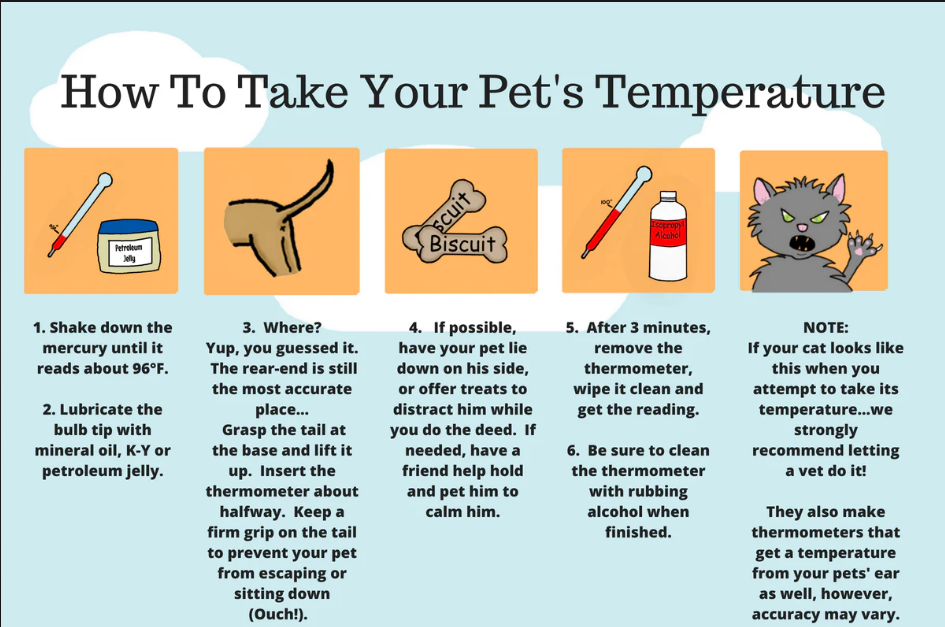 How To Take Your Pet's Temperature
96°
Petroleum
Jelly
Biscuit
Biscuit
100°
Isopropyl
Alcohol
1. Shake down the
mercury until it
reads about 96°F.
2. Lubricate the
bulb tip with
mineral oil, K-Y or
petroleum jelly.
3. Where?
Yup, you guessed it.
The rear-end is still
the most accurate
place...
Grasp the tail at
the base and lift it
up. Insert the
thermometer about
halfway. Keep a
firm grip on the tail
to prevent your pet
from escaping or
sitting down
(Ouch!).
4. If possible,
have your pet lie
down on his side,
or offer treats to
distract him while
you do the deed. If
needed, have a
friend help hold
and pet him to
calm him.
5. After 3 minutes,
remove the
thermometer,
wipe it clean and
get the reading.
6. Be sure to clean
the thermometer
with rubbing
alcohol when
finished.
NOTE:
If your cat looks like
this when you
attempt to take its
temperature...we
strongly
recommend letting
a vet do it!
They also make
thermometers that
get a temperature
from your pets' ear
as well, however,
accuracy may vary.